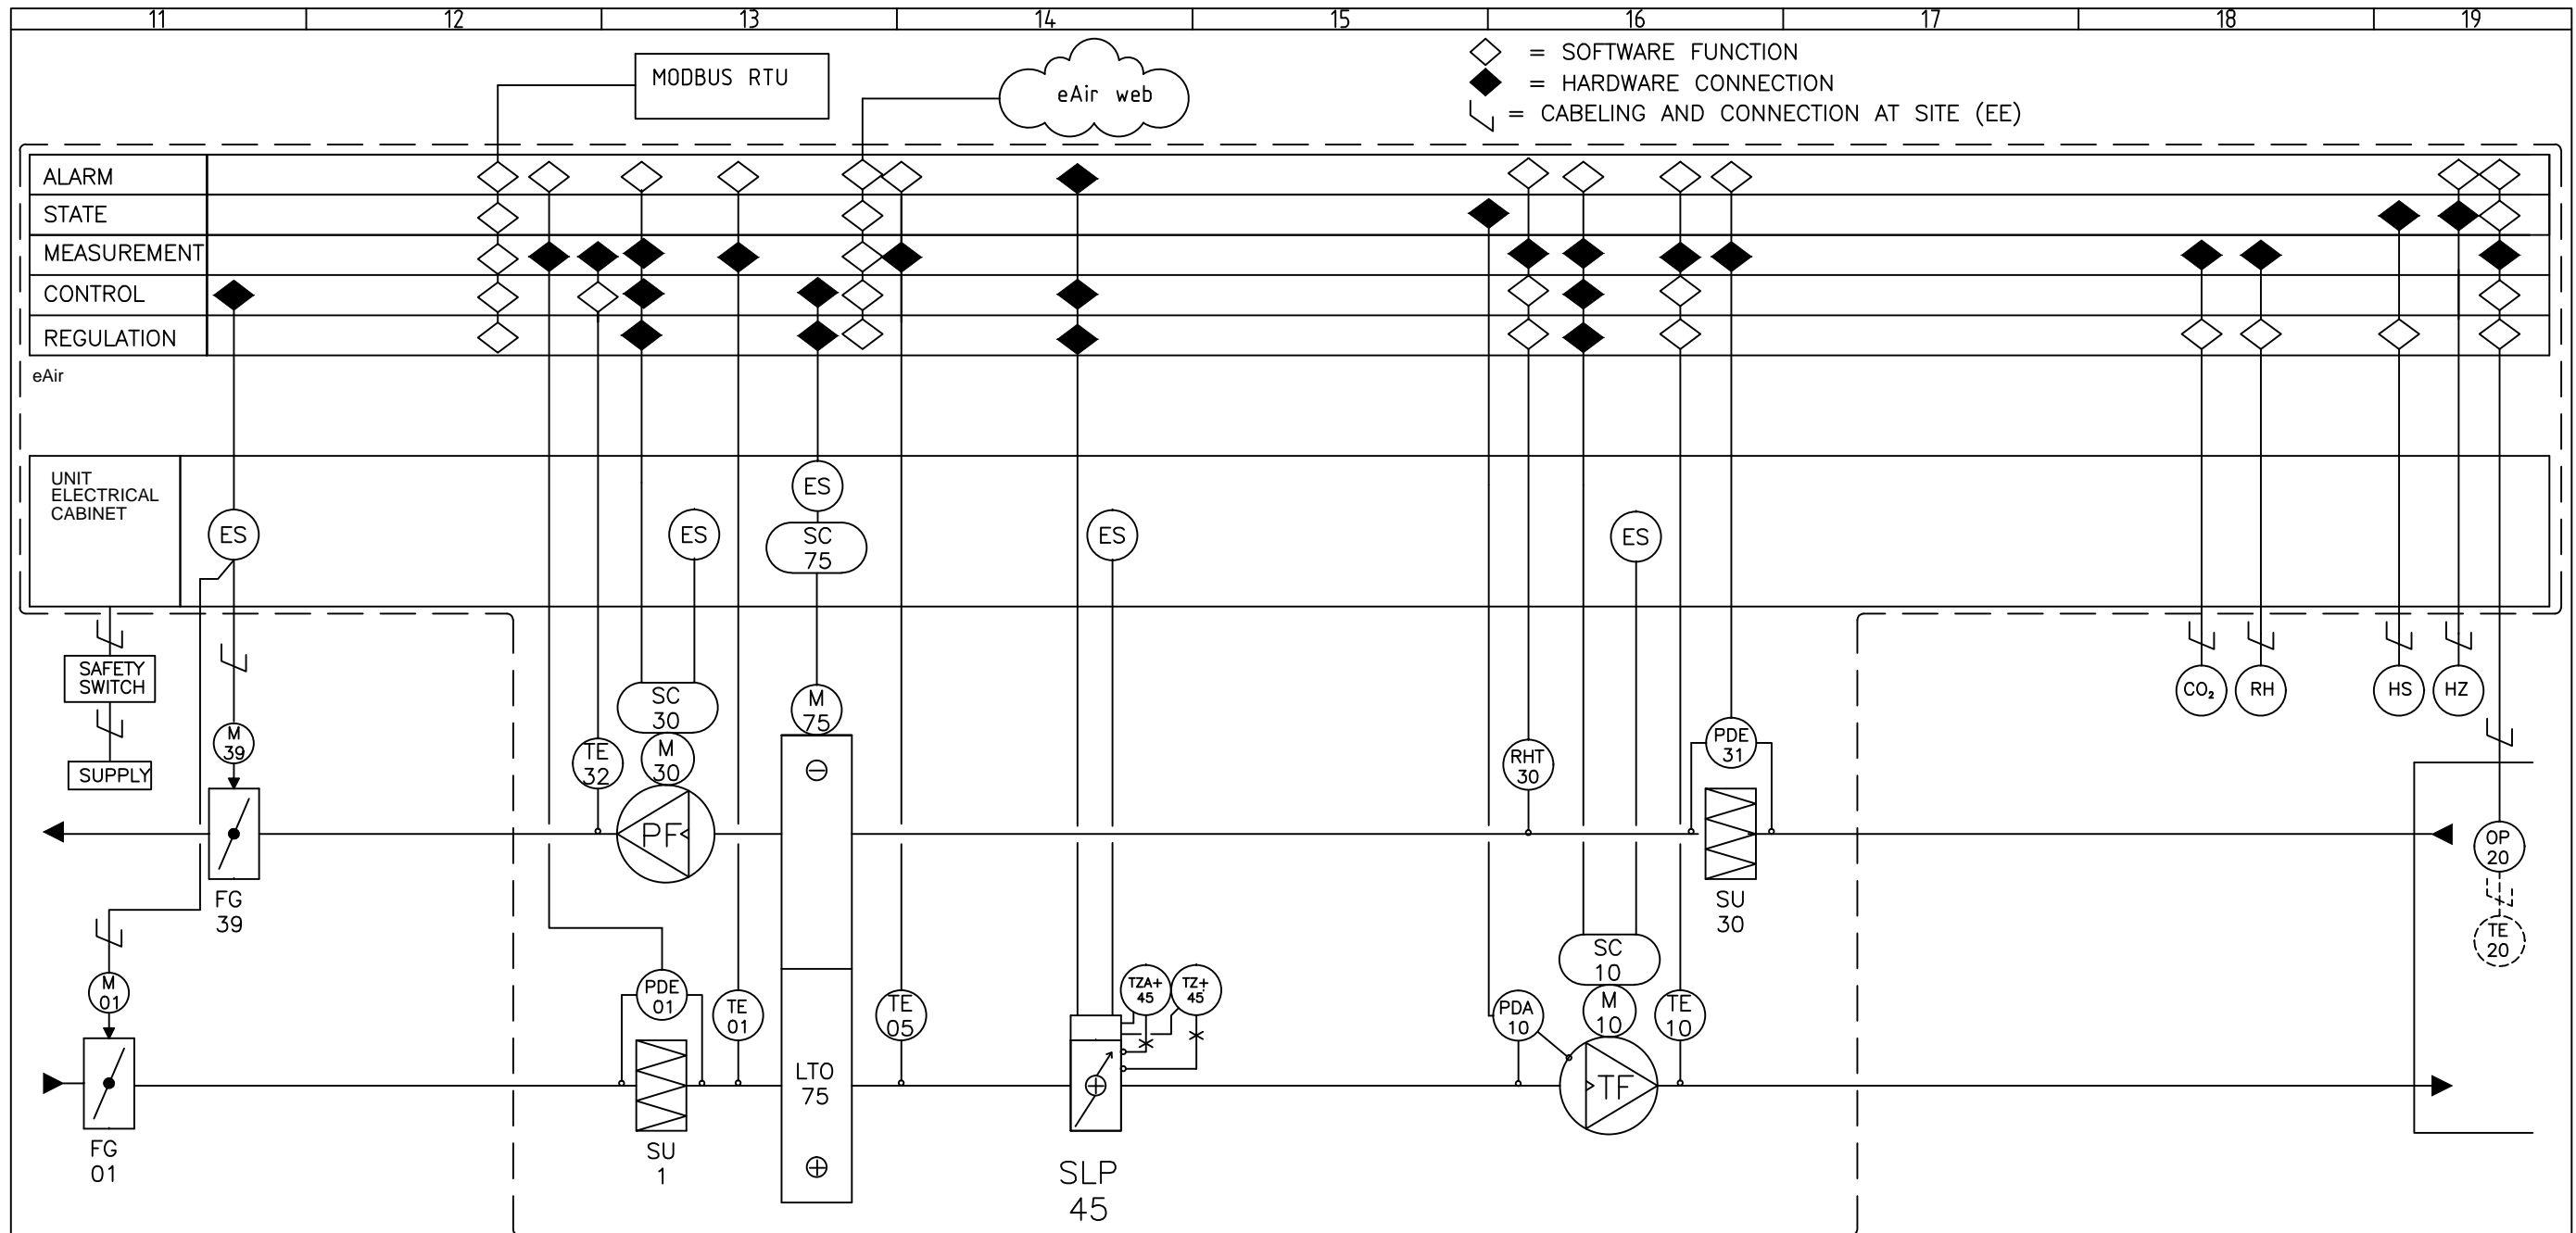 11 12 13 14 15 16 17 18 19
MODBUS RTU
eAir web
= SOFTWARE FUNCTION
= HARDWARE CONNECTION
= CABELING AND CONNECTION AT SITE (EE)
ALARM
STATE
MEASUREMENT
CONTROL
REGULATION
eAir
UNIT
ELECTRICAL
CABINET
ES
ES
ES
SC
75
ES
ES
SAFETY
SWITCH
SUPPLY
M
39
TE
32
SC
30
M
30
M
75
RHT
30
PDE
31
CO₂
RH
HS
HZ
PF
FG
39
SU
30
OP
20
TE
20
M
01
PDE
01
TE
01
TE
05
TZA+
45
TZ+
45
PDA
10
SC
10
M
10
TE
10
LTO
75
TF
FG
01
SU
1
SLP
45